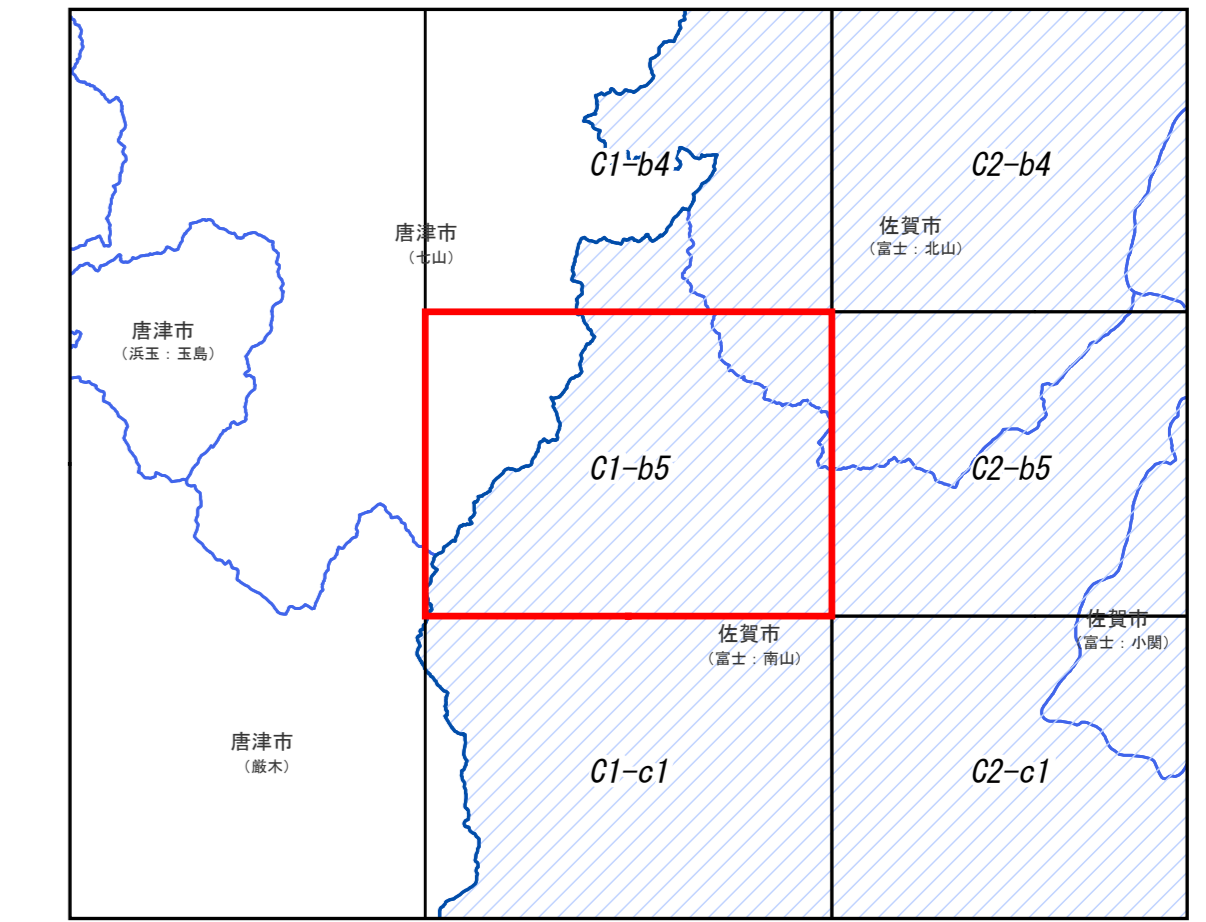 C1-b4
C2-b4
唐津市
（七山）
佐賀市
（富士：北山）
唐津市
（浜玉：玉島）
C1-b5
C2-b5
佐賀市
（富士：南山）
佐賀市
（富士：小関）
唐津市
（厳木）
C1-c1
C2-c1